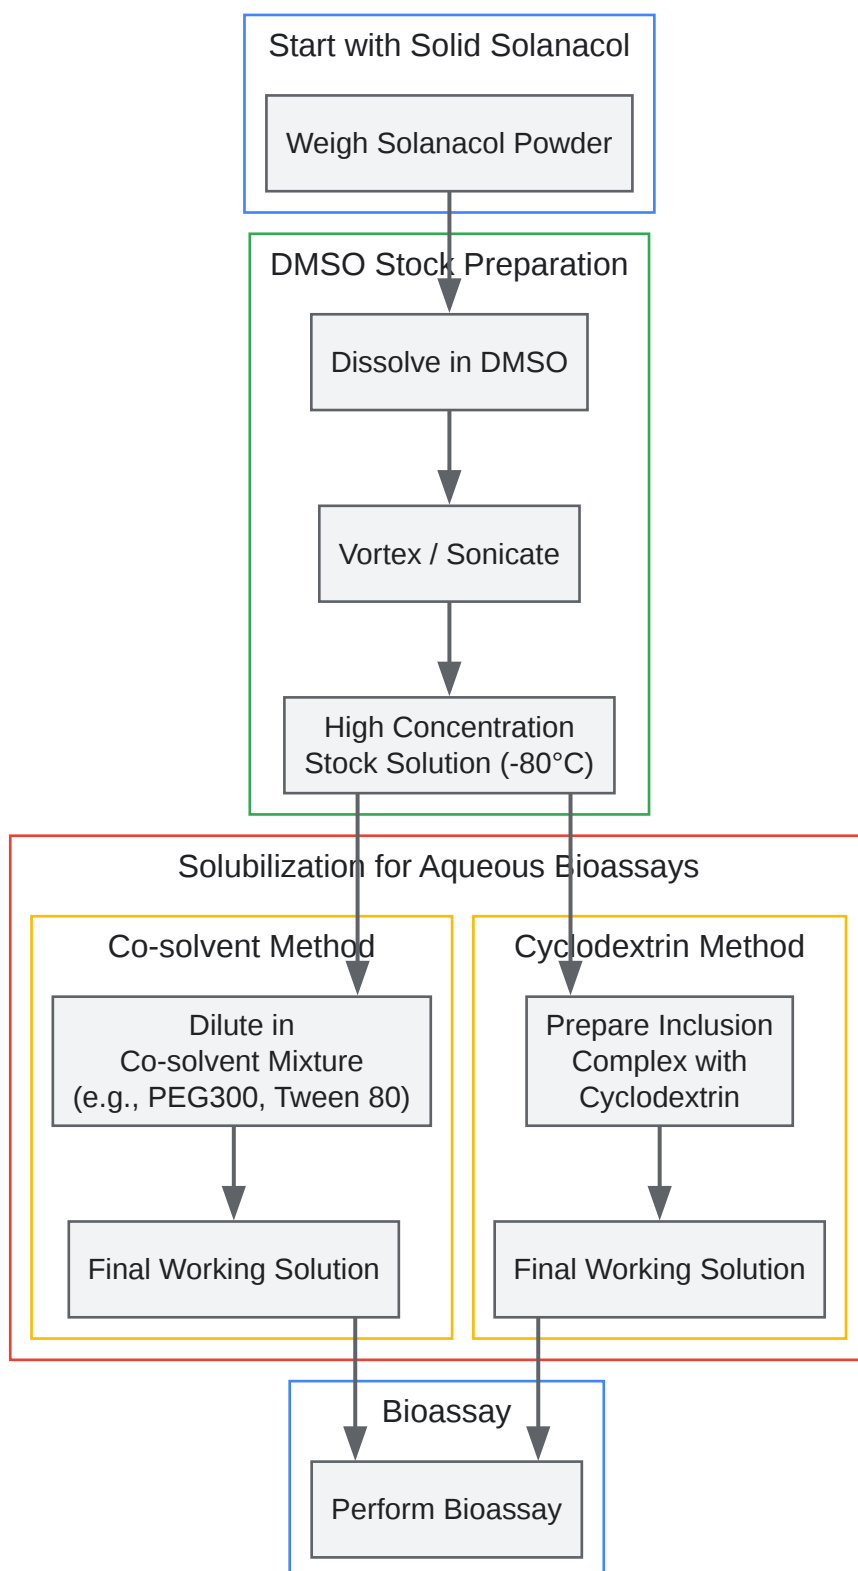 Start with Solid Solanacol
Weigh Solanacol Powder
DMSO Stock Preparation
Dissolve in DMSO
Vortex / Sonicate
High Concentration
Stock Solution (-80°C)
Solubilization for Aqueous Bioassays
Co-solvent Method
Dilute in
Co-solvent Mixture
(e.g., PEG300, Tween 80)
Final Working Solution
Cyclodextrin Method
Prepare Inclusion
Complex with
Cyclodextrin
Final Working Solution
Bioassay
Perform Bioassay